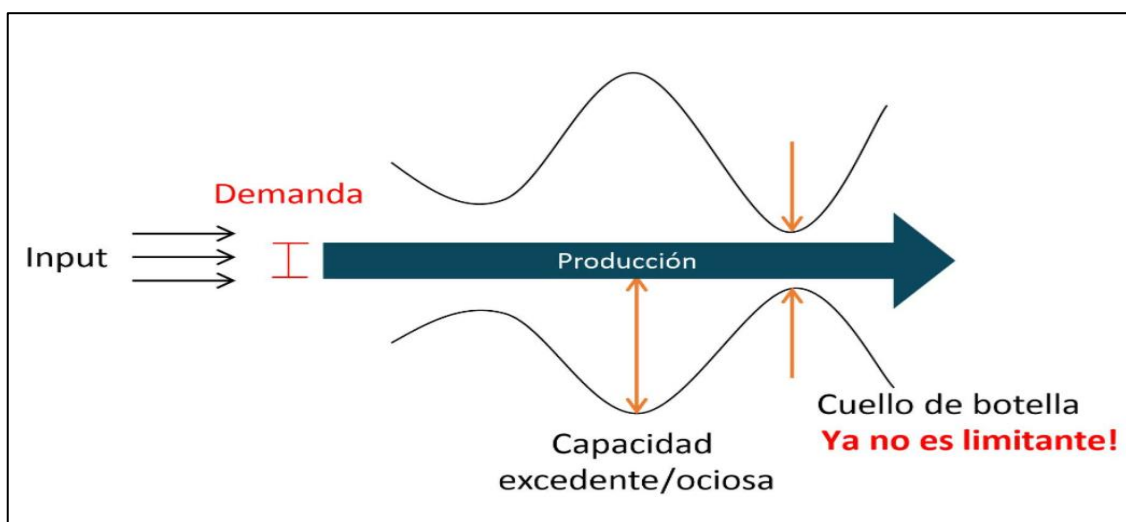 Demanda
Input
Producción
Cuello de botella
Ya no es limitante!
Capacidad
excedente/ociosa